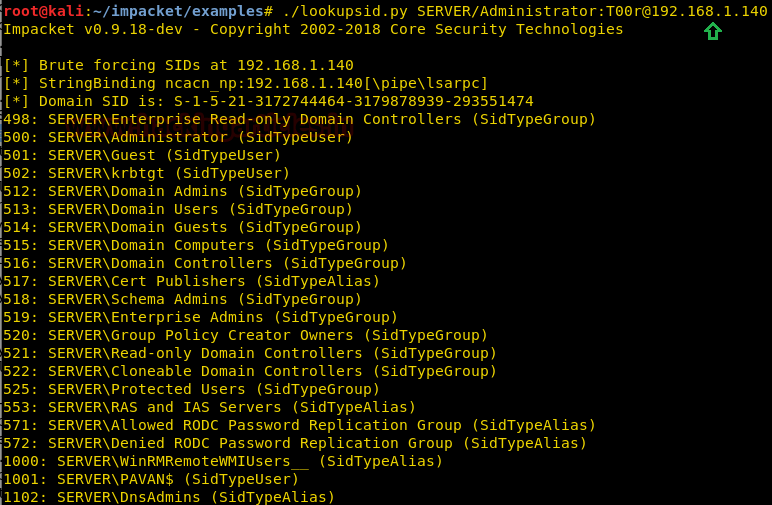 root@kali:~/impacket/examples# ./lookupsid.py SERVER/Administrator:T00r@192.168.1.140
Impacket v0.9.18-dev - Copyright 2002-2018 Core Security Technologies
[*] Brute forcing SIDs at 192.168.1.140
[*] StringBinding ncacn_np:192.168.1.140[\pipe\lsarpc]
[*] Domain SID is: S-1-5-21-3172744464-3179878939-293551474
498: SERVER\Enterprise Read-only Domain Controllers (SidTypeGroup)
500: SERVER\Administrator (SidTypeUser)
501: SERVER\Guest (SidTypeUser)
502: SERVER\krbtgt (SidTypeUser)
512: SERVER\Domain Admins (SidTypeGroup)
513: SERVER\Domain Users (SidTypeGroup)
514: SERVER\Domain Guests (SidTypeGroup)
515: SERVER\Domain Computers (SidTypeGroup)
516: SERVER\Domain Controllers (SidTypeGroup)
517: SERVER\Cert Publishers (SidTypeAlias)
518: SERVER\Schema Admins (SidTypeGroup)
519: SERVER\Enterprise Admins (SidTypeGroup)
520: SERVER\Group Policy Creator Owners (SidTypeGroup)
521: SERVER\Read-only Domain Controllers (SidTypeGroup)
522: SERVER\Cloneable Domain Controllers (SidTypeGroup)
525: SERVER\Protected Users (SidTypeGroup)
553: SERVER\RAS and IAS Servers (SidTypeAlias)
571: SERVER\Allowed RODC Password Replication Group (SidTypeAlias)
572: SERVER\Denied RODC Password Replication Group (SidTypeAlias)
1000: SERVER\WinRMRemoteWMIUsers__ (SidTypeAlias)
1001: SERVER\PAVAN$ (SidTypeUser)
1102: SERVER\DnsAdmins (SidTypeAlias)